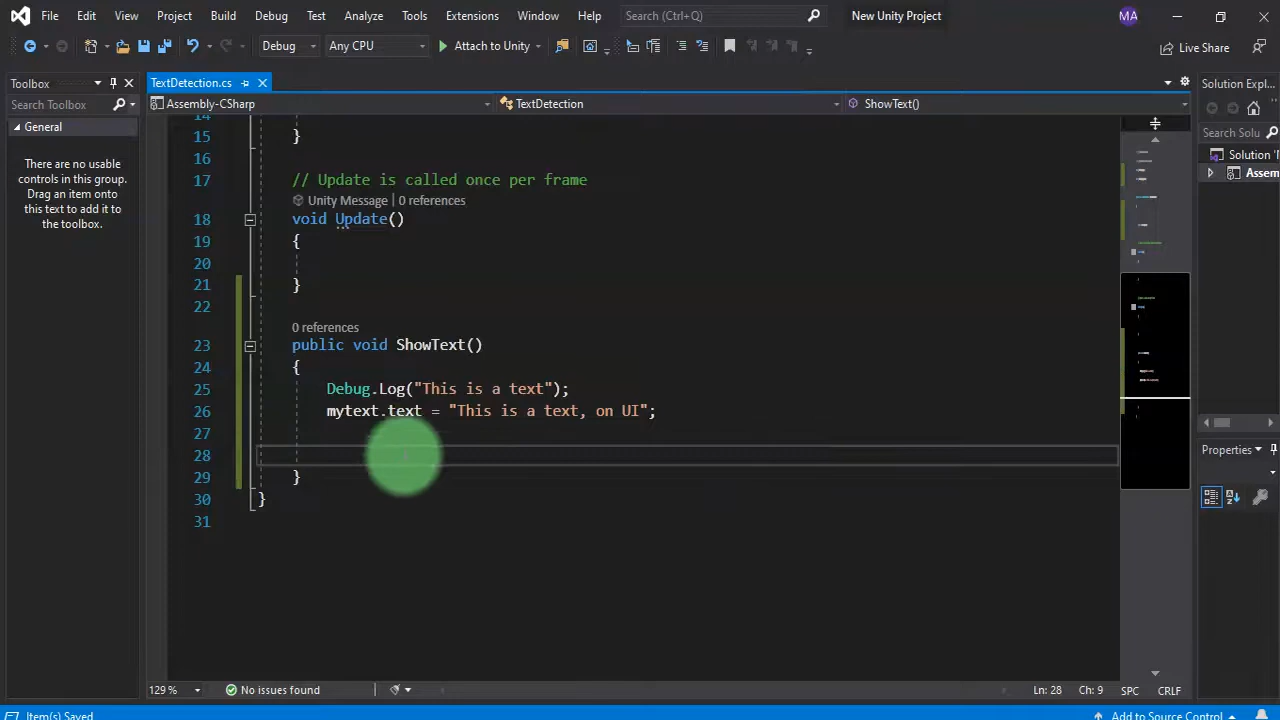 File Edit View Project Build Debug Test Analyze Tools Extensions Window Help Search (Ctrl+Q) New Unity Project MA
Debug Any CPU Attach to Unity Live Share
Toolbox
Search Toolbox
General
There are no usable
controls in this group.
Drag an item onto
this text to add it to
the toolbox.
TextDetection.cs
Assembly-CSharp TextDetection ShowText()
14
15 }
16
17 // Update is called once per frame
Unity Message | 0 references
18 void Update()
19 {
20
21 }
22
0 references
23 public void ShowText()
24 {
25 Debug.Log("This is a text");
26 mytext.text = "This is a text, on UI";
27
28
29 }
30 }
31
129 % No issues found Ln: 28 Ch: 9 SPC CRLF
Solution Expl
Search Solu
Solution '
Assem
Properties
Item(s) Saved Add to Source Control